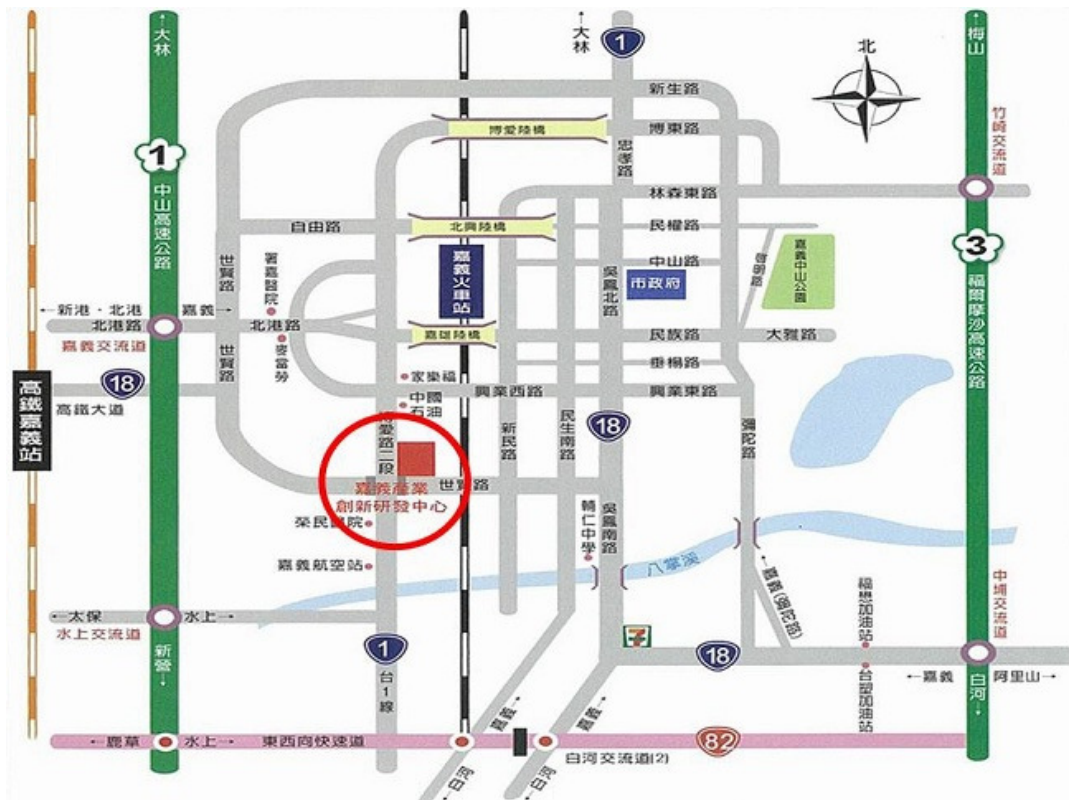 ←大林
←大林
1
←梅山
北
新生路
博愛陸橋
博東路
忠孝路
竹崎交流道
1
中山高速公路
林森東路
自由路
北興陸橋
民權路
3
福爾摩沙高速公路
世賢路
署嘉醫院
嘉義火車站
中山路
吳鳳北路
市政府
啓明路
嘉義中山公園
←新港・北港
嘉義→
北港路
北港路
嘉義交流道
麥當勞
嘉雄陸橋
民族路
大雅路
世賢路
垂楊路
18
高鐵大道
高鐵嘉義站
家樂福
中國
石油
興業西路
興業東路
博愛路二段
新民路
民生南路
18
彌陀路
世賢路
嘉義產業
創新研發中心
榮民醫院
輔仁中學
吳鳳南路
嘉義航空站
八掌溪
←嘉義(彌陀路)
福懋加油站
中埔交流道
←太保
水上→
水上交流道
新營→
1
台1線
7
18
台塑加油站
←嘉義
阿里山→
白河→
嘉義→
嘉義→
←鹿草
水上→
東西向快速道
82
白河交流道(2)
←白河
←白河